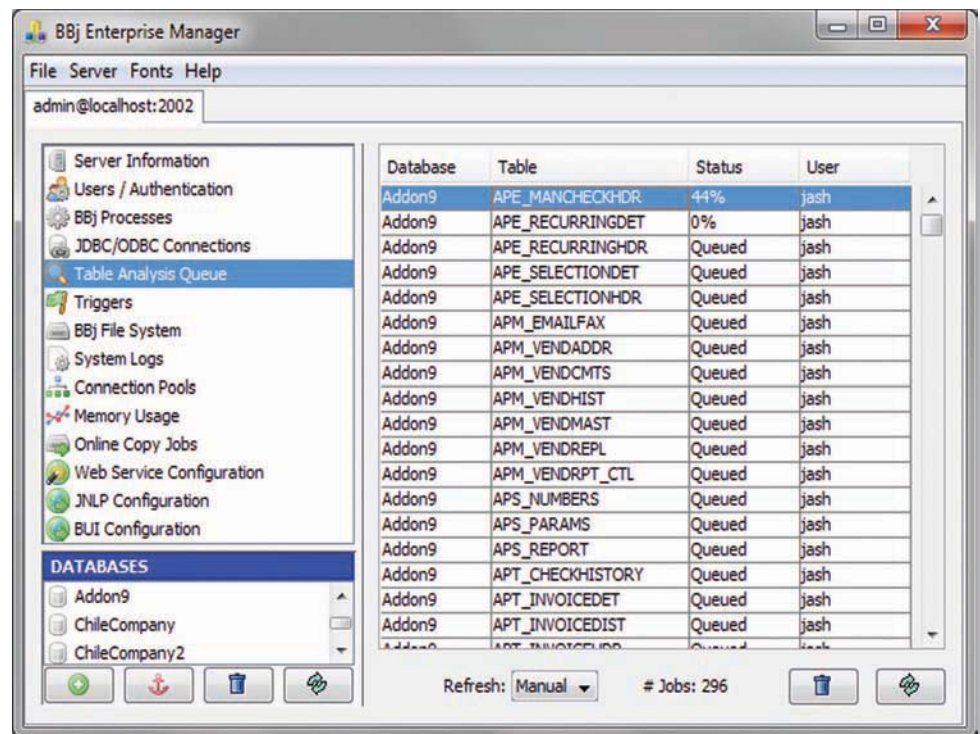 BBj Enterprise Manager
File Server Fonts Help
admin@localhost:2002
Server Information
Users / Authentication
BBj Processes
JDBC/ODBC Connections
Table Analysis Queue
Triggers
BBj File System
System Logs
Connection Pools
Memory Usage
Online Copy Jobs
Web Service Configuration
JNLP Configuration
BUI Configuration
DATABASES
Addon9
ChileCompany
ChileCompany2
Database Table Status User
Addon9 APE_MANCHECKHDR 44% jash
Addon9 APE_RECURRINGDET 0% jash
Addon9 APE_RECURRINGHDR Queued jash
Addon9 APE_SELECTIONDET Queued jash
Addon9 APE_SELECTIONHDR Queued jash
Addon9 APM_EMAILFAX Queued jash
Addon9 APM_VENDADDR Queued jash
Addon9 APM_VENDCMTS Queued jash
Addon9 APM_VENDHIST Queued jash
Addon9 APM_VENDMAST Queued jash
Addon9 APM_VENDREPL Queued jash
Addon9 APM_VENDRPT_CTL Queued jash
Addon9 APS_NUMBERS Queued jash
Addon9 APS_PARAMS Queued jash
Addon9 APS_REPORT Queued jash
Addon9 APT_CHECKHISTORY Queued jash
Addon9 APT_INVOICEDET Queued jash
Addon9 APT_INVOICEDIST Queued jash
Refresh: Manual # Jobs: 296